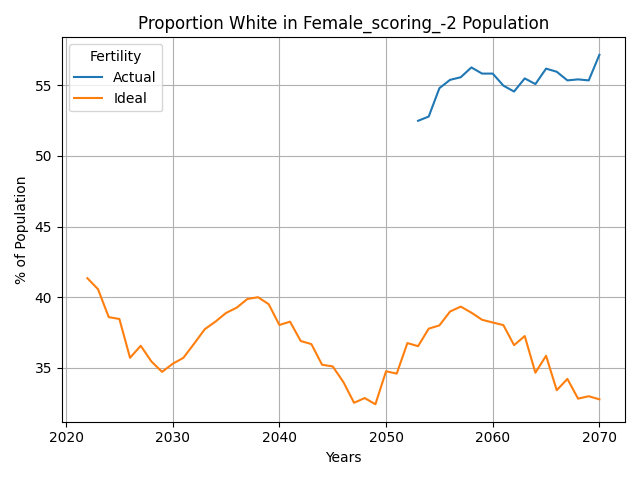 Proportion White in Female_scoring_-2 Population
Fertility
Actual
Ideal
% of Population
55
50
45
40
35
2020 2030 2040 2050 2060 2070
Years